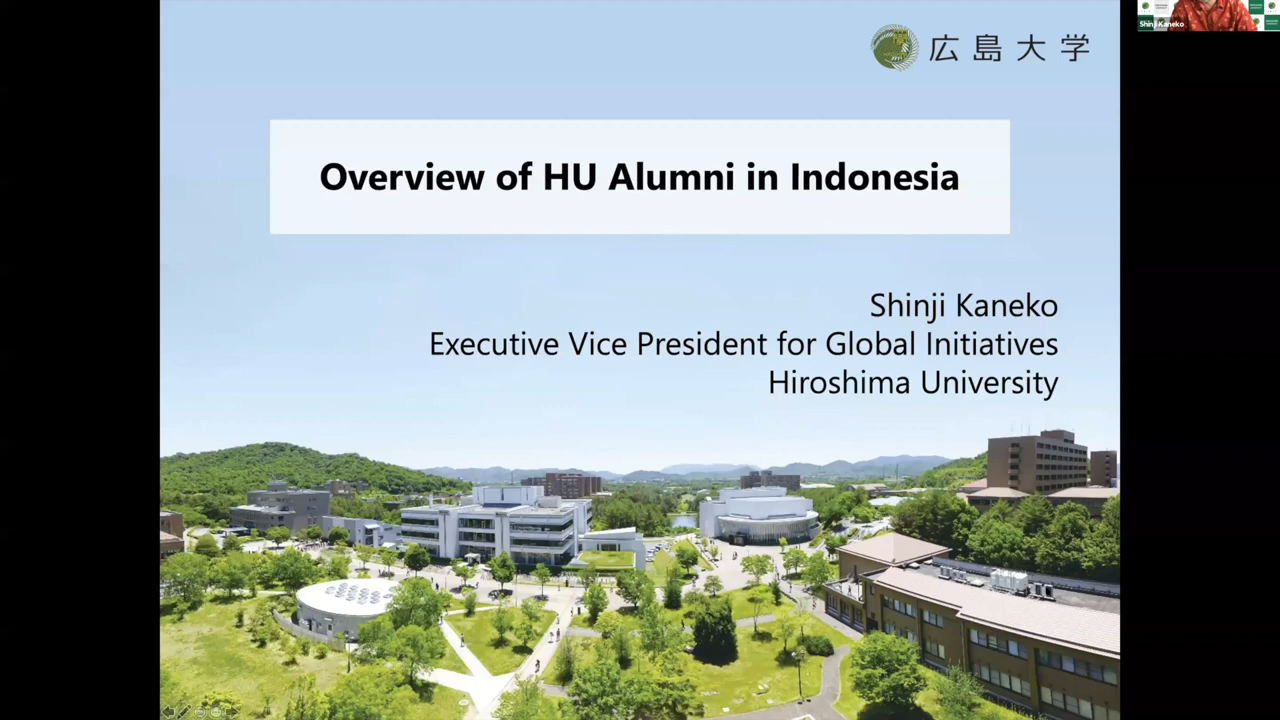 広島大学
Shinji Kaneko
Overview of HU Alumni in Indonesia
Shinji Kaneko
Executive Vice President for Global Initiatives
Hiroshima University